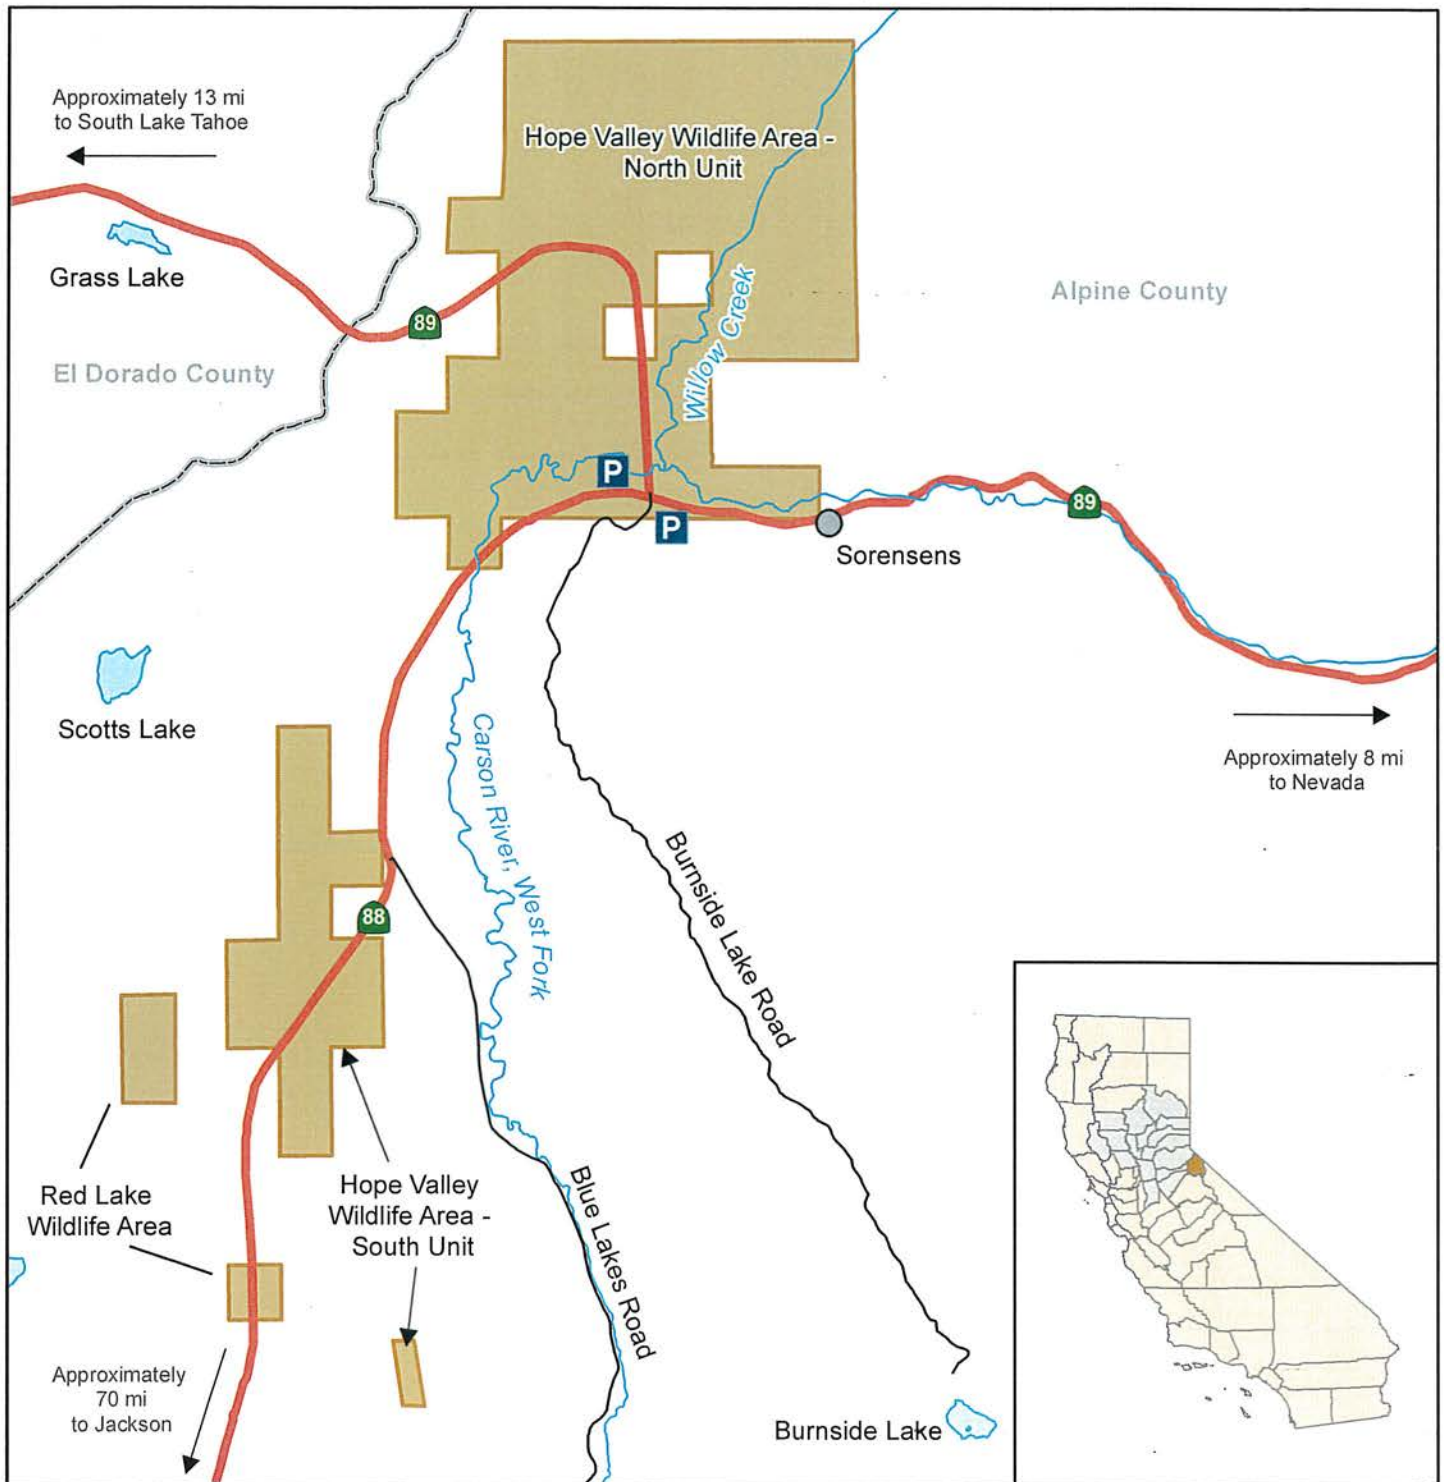 Approximately 13 mi
to South Lake Tahoe
Hope Valley Wildlife Area -
North Unit
Grass Lake
89
Willow Creek
Alpine County
El Dorado County
P
P
89
Sorensens
Scotts Lake
Carson River, West Fork
Approximately 8 mi
to Nevada
Burnside Lake Road
88
Red Lake
Wildlife Area
Hope Valley
Wildlife Area -
South Unit
Blue Lakes Road
Approximately
70 mi
to Jackson
Burnside Lake